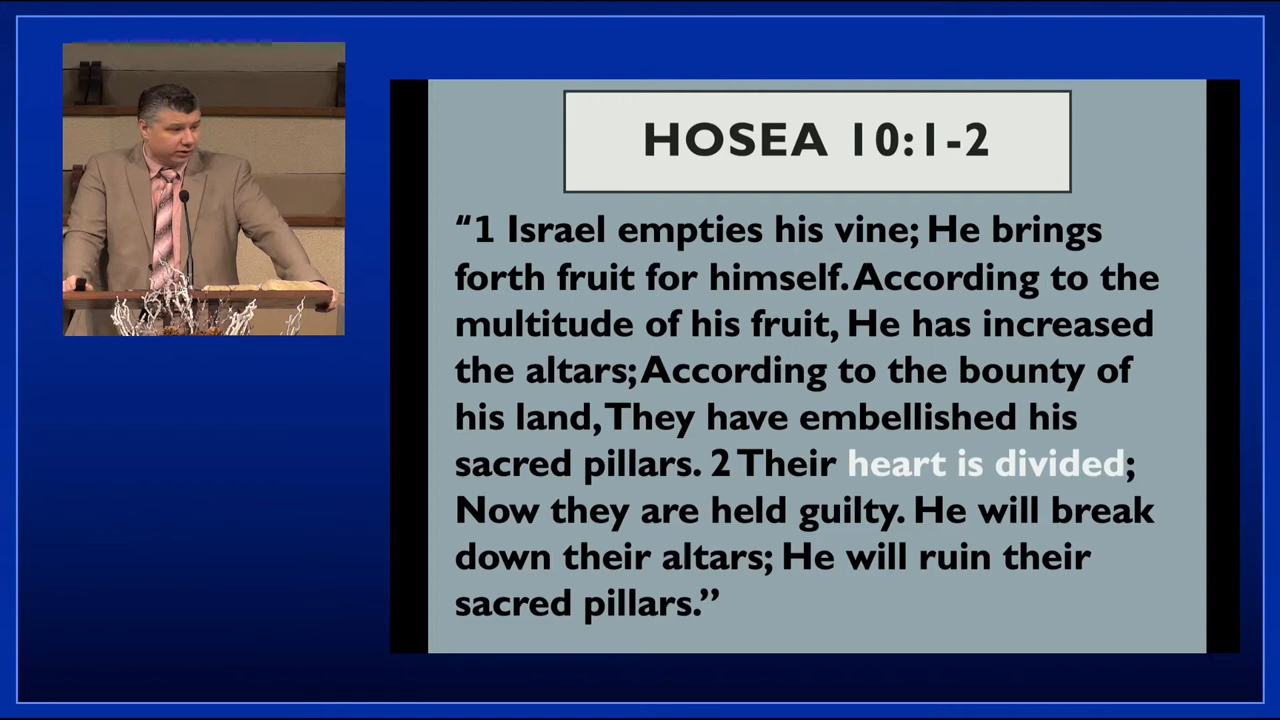 HOSEA 10:1-2
“1 Israel empties his vine; He brings
forth fruit for himself. According to the
multitude of his fruit, He has increased
the altars; According to the bounty of
his land, They have embellished his
sacred pillars. 2 Their heart is divided;
Now they are held guilty. He will break
down their altars; He will ruin their
sacred pillars.”